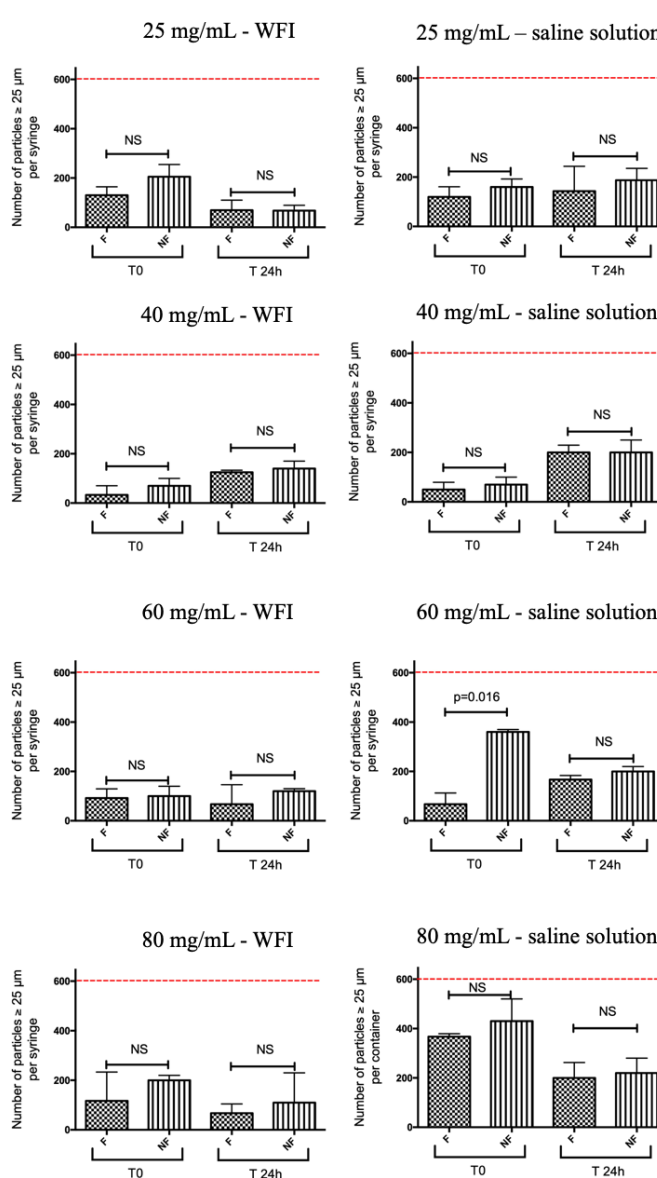 25 mg/mL - WFI
Number of particles ≥ 25 µm
per syringe
600
400
200
0
NS
NS
F
NF
F
NF
T0
T 24h
25 mg/mL – saline solution
Number of particles ≥ 25 µm
per syringe
600
400
200
0
NS
NS
F
NF
F
NF
T0
T 24h
40 mg/mL - WFI
Number of particles ≥ 25 µm
per syringe
600
400
200
0
NS
NS
F
NF
F
NF
T0
T 24h
40 mg/mL - saline solution
Number of particles ≥ 25 µm
per syringe
600
400
200
0
NS
NS
F
NF
F
NF
T0
T 24h
60 mg/mL - WFI
Number of particles ≥ 25 µm
per syringe
600
400
200
0
NS
NS
F
NF
F
NF
T0
T 24h
60 mg/mL - saline solution
Number of particles ≥ 25 µm
per syringe
600
400
200
0
p=0.016
NS
F
NF
F
NF
T0
T 24h
80 mg/mL - WFI
Number of particles ≥ 25 µm
per syringe
600
400
200
0
NS
NS
F
NF
F
NF
T0
T 24h
80 mg/mL - saline solution
Number of particles ≥ 25 µm
per container
600
400
200
0
NS
NS
F
NF
F
NF
T0
T 24h